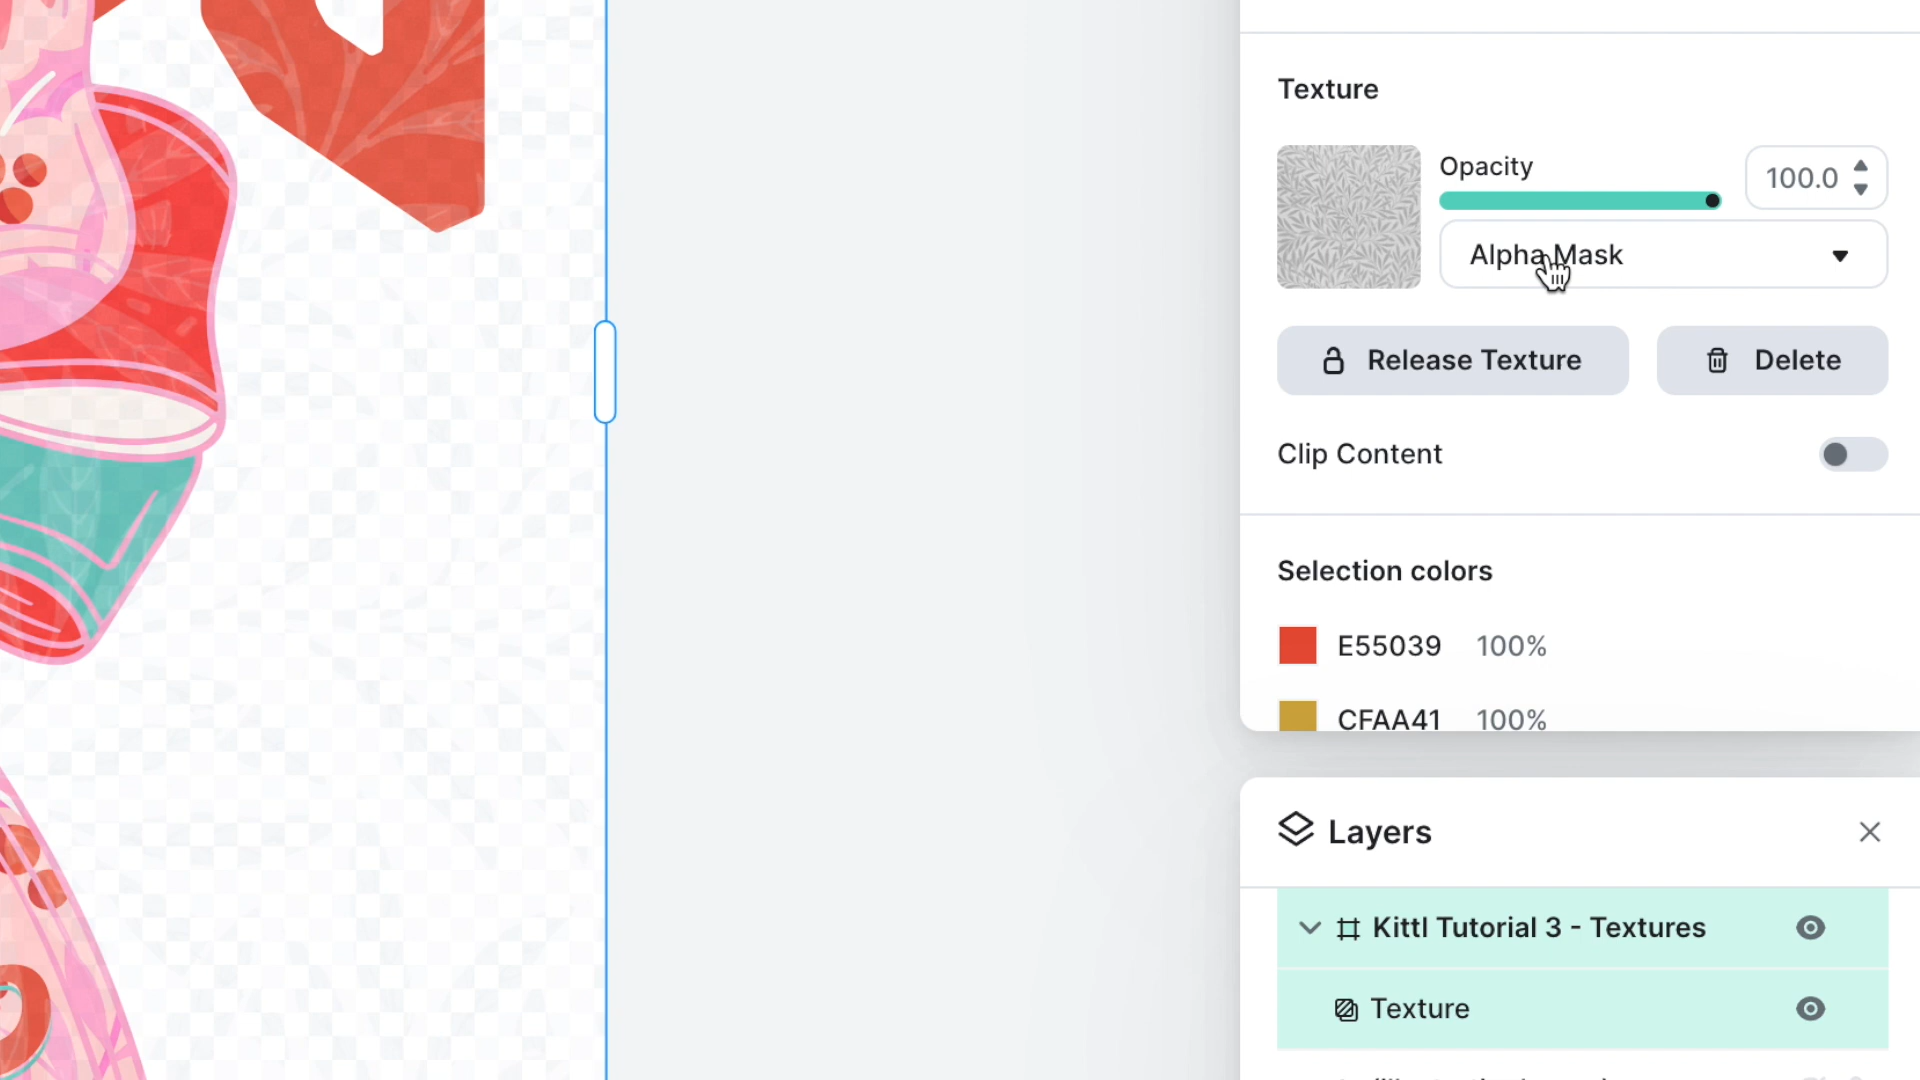 Texture
Opacity
100.0
Alpha Mask
Release Texture
Delete
Clip Content
Selection colors
E55039 100%
CFAA41 100%
Layers
Kittl Tutorial 3 - Textures
Texture